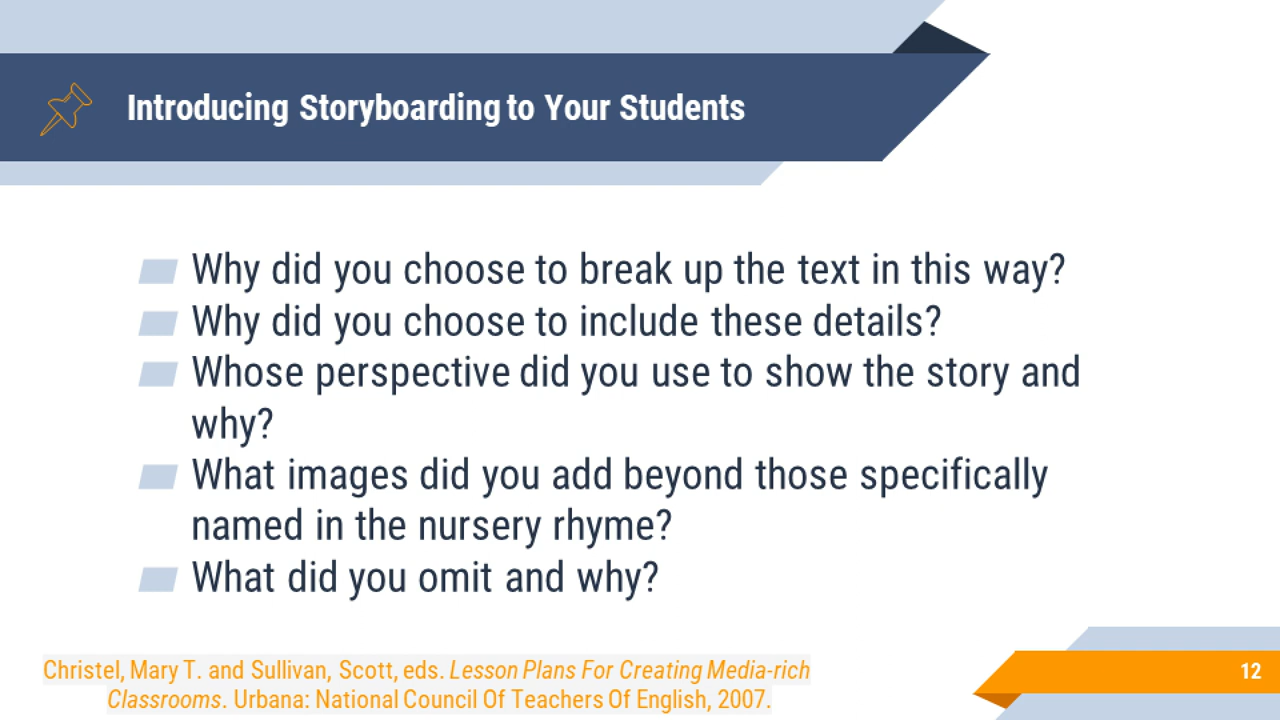 Introducing Storyboarding to Your Students
Why did you choose to break up the text in this way?
Why did you choose to include these details?
Whose perspective did you use to show the story and
why?
What images did you add beyond those specifically
named in the nursery rhyme?
What did you omit and why?
Christel, Mary T. and Sullivan, Scott, eds. Lesson Plans For Creating Media-rich
Classrooms. Urbana: National Council Of Teachers Of English, 2007.
12